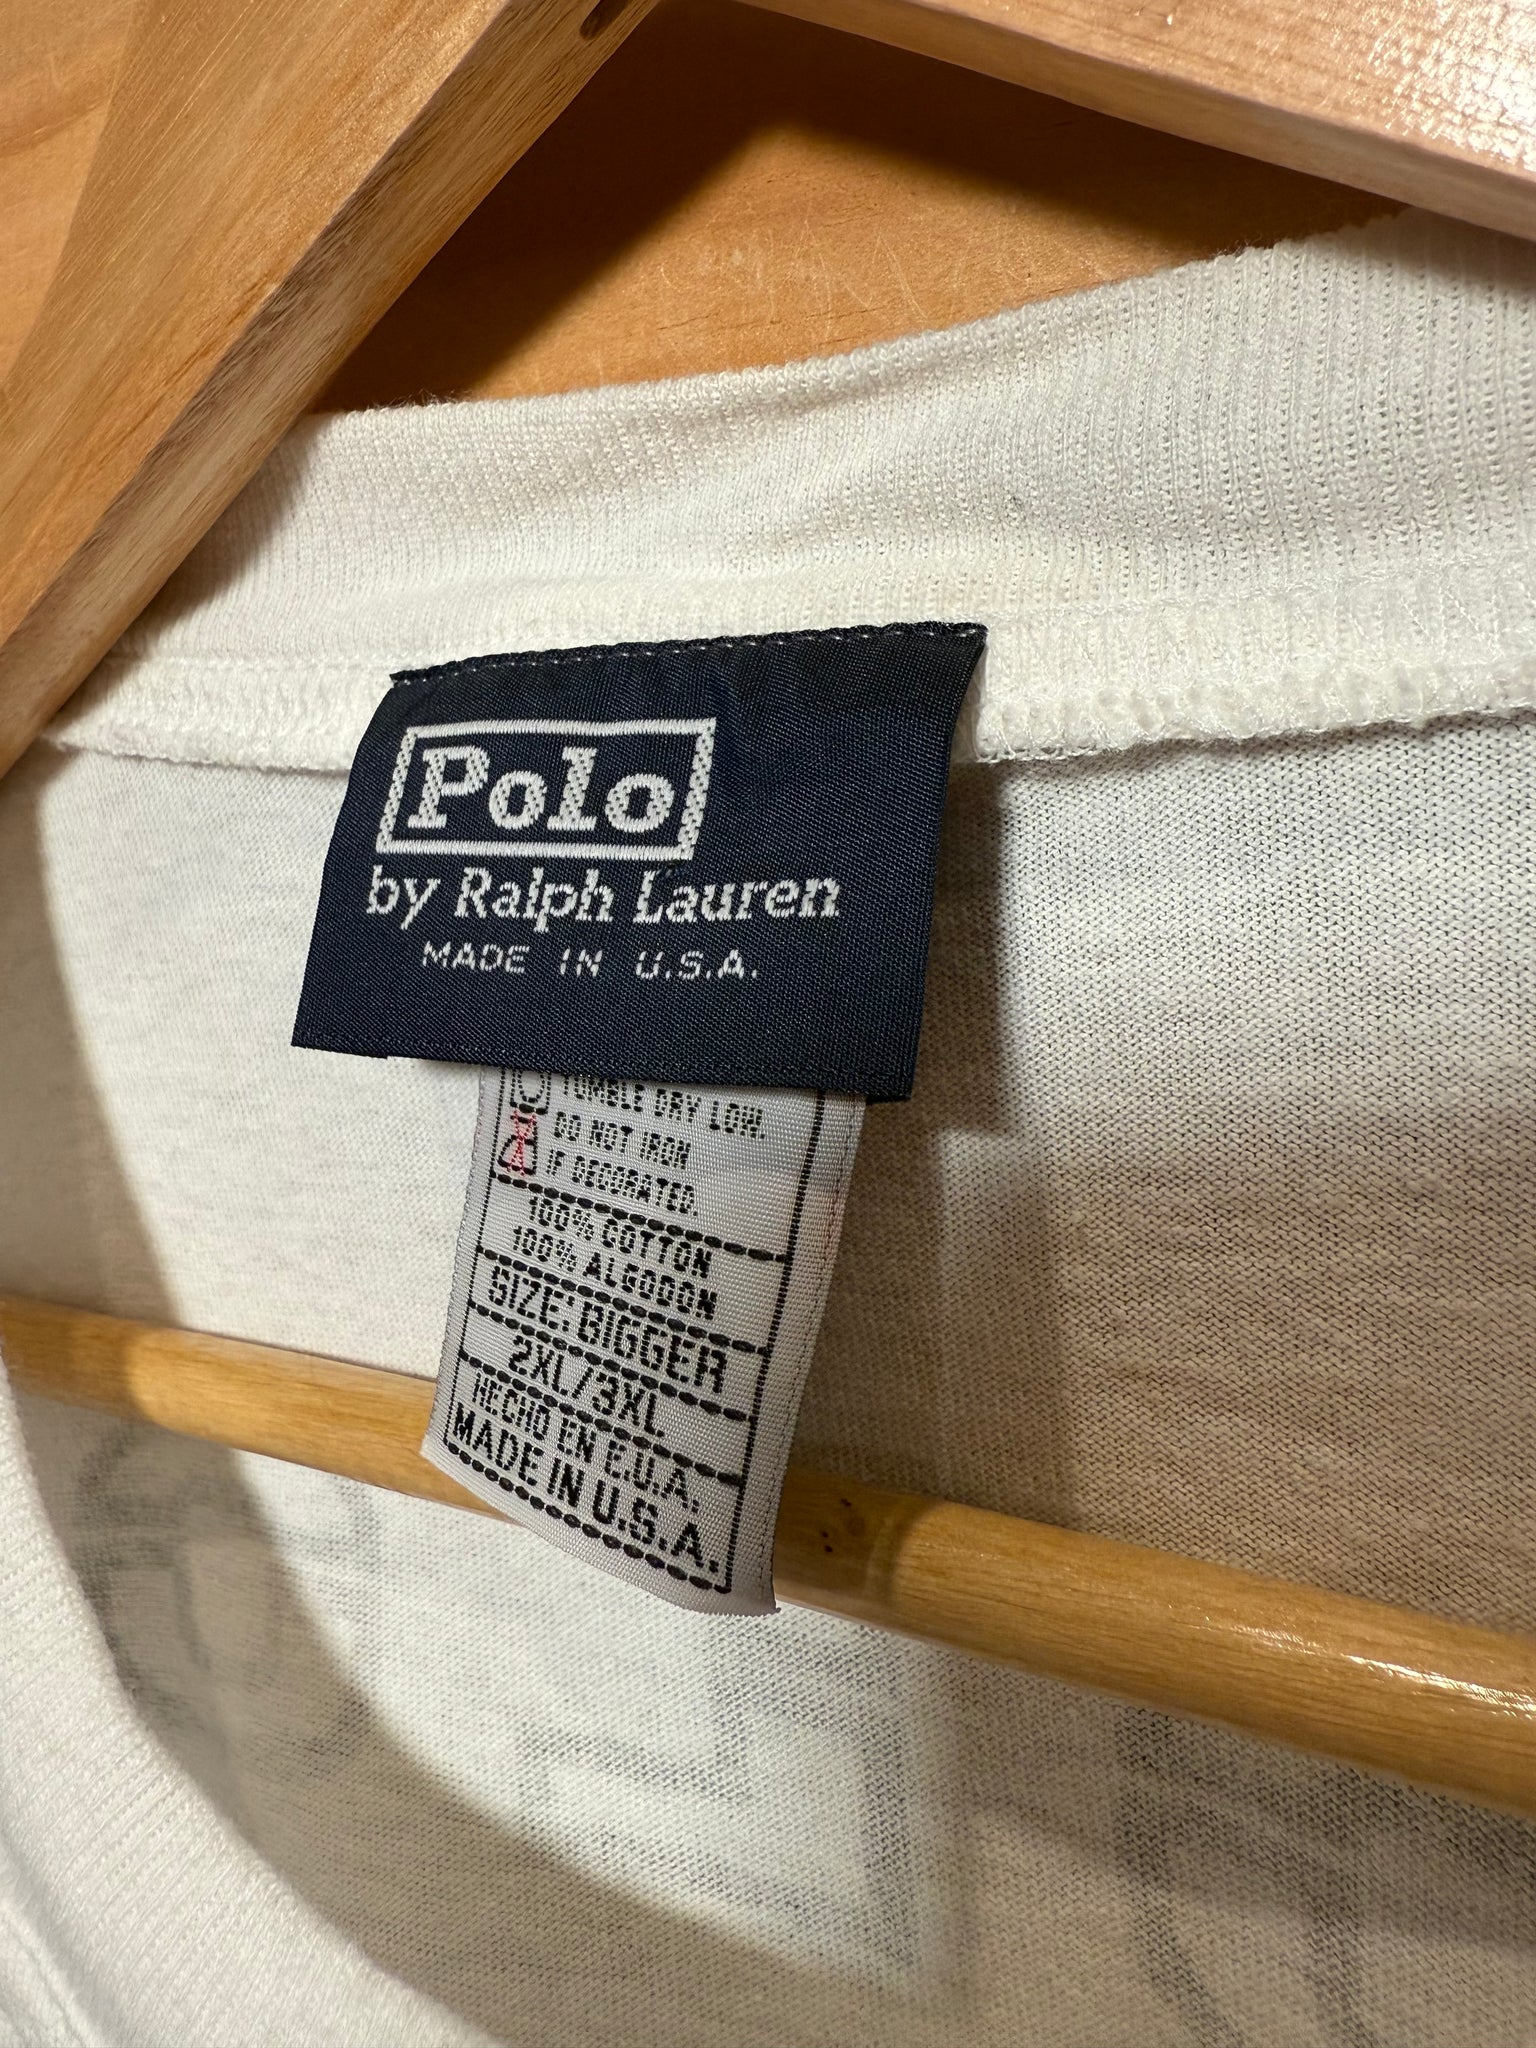 Polo
by Ralph Lauren
MADE IN U.S.A.
TUMBLE DRY LOW.
DO NOT IRON
IF DECORATED.
100% COTTON
100% ALGODON
SIZE: BIGGER
2XL/3XL
HECHO EN E.U.A.
MADE IN U.S.A.